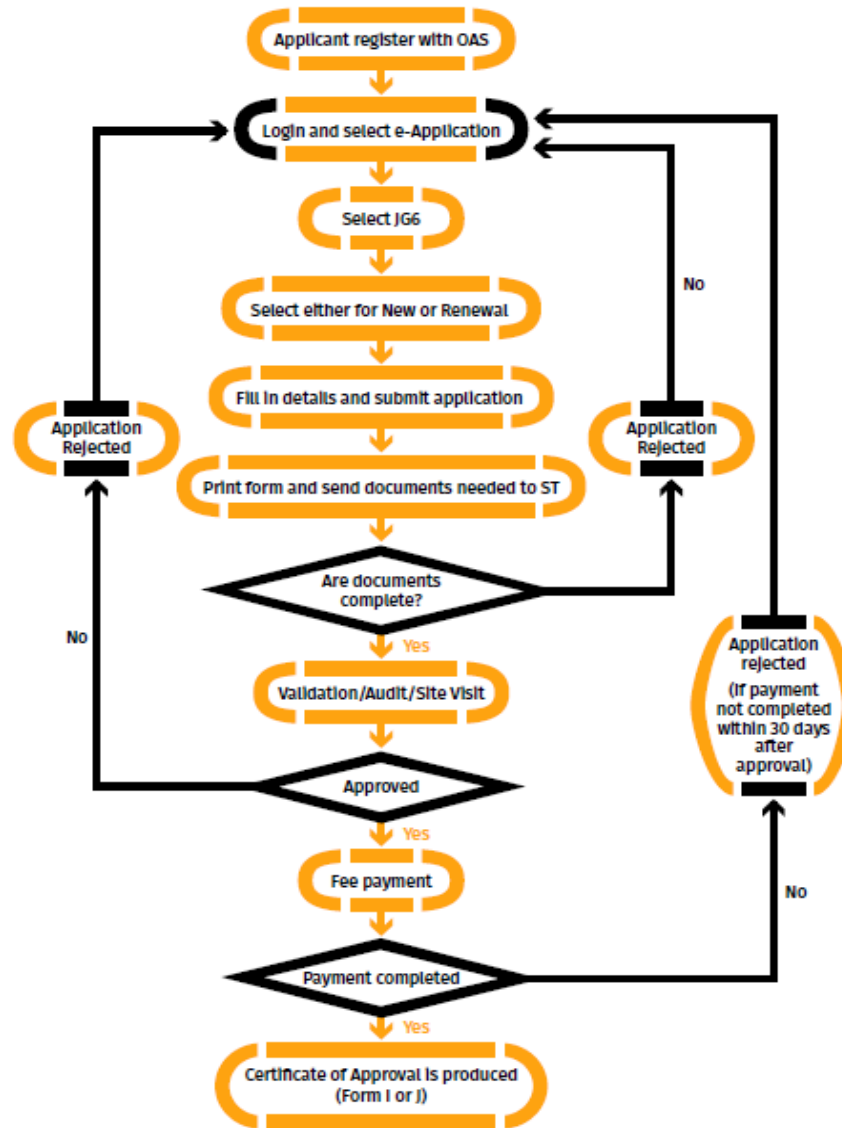 Applicant register with OAS
Login and select e-Application
Select JG6
Select either for New or Renewal
No
Fill in details and submit application
Application
Rejected
Application
Rejected
Print form and send documents needed to ST
Are documents
complete?
No
Yes
Application
rejected
(If payment
not completed
within 30 days
after
approval)
Validation/Audit/Site Visit
Approved
Yes
Fee payment
No
Payment completed
Yes
Certificate of Approval is produced
(Form I or J)